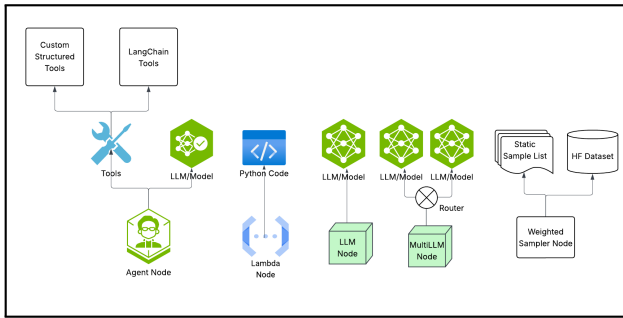 Custom
Structured
Tools
LangChain
Tools
Tools
LLM/Model
Python Code
LLM/Model
LLM/Model
LLM/Model
Static
Sample List
HF Dataset
Router
Agent Node
Lambda
Node
LLM
Node
MultiLLM
Node
Weighted
Sampler Node